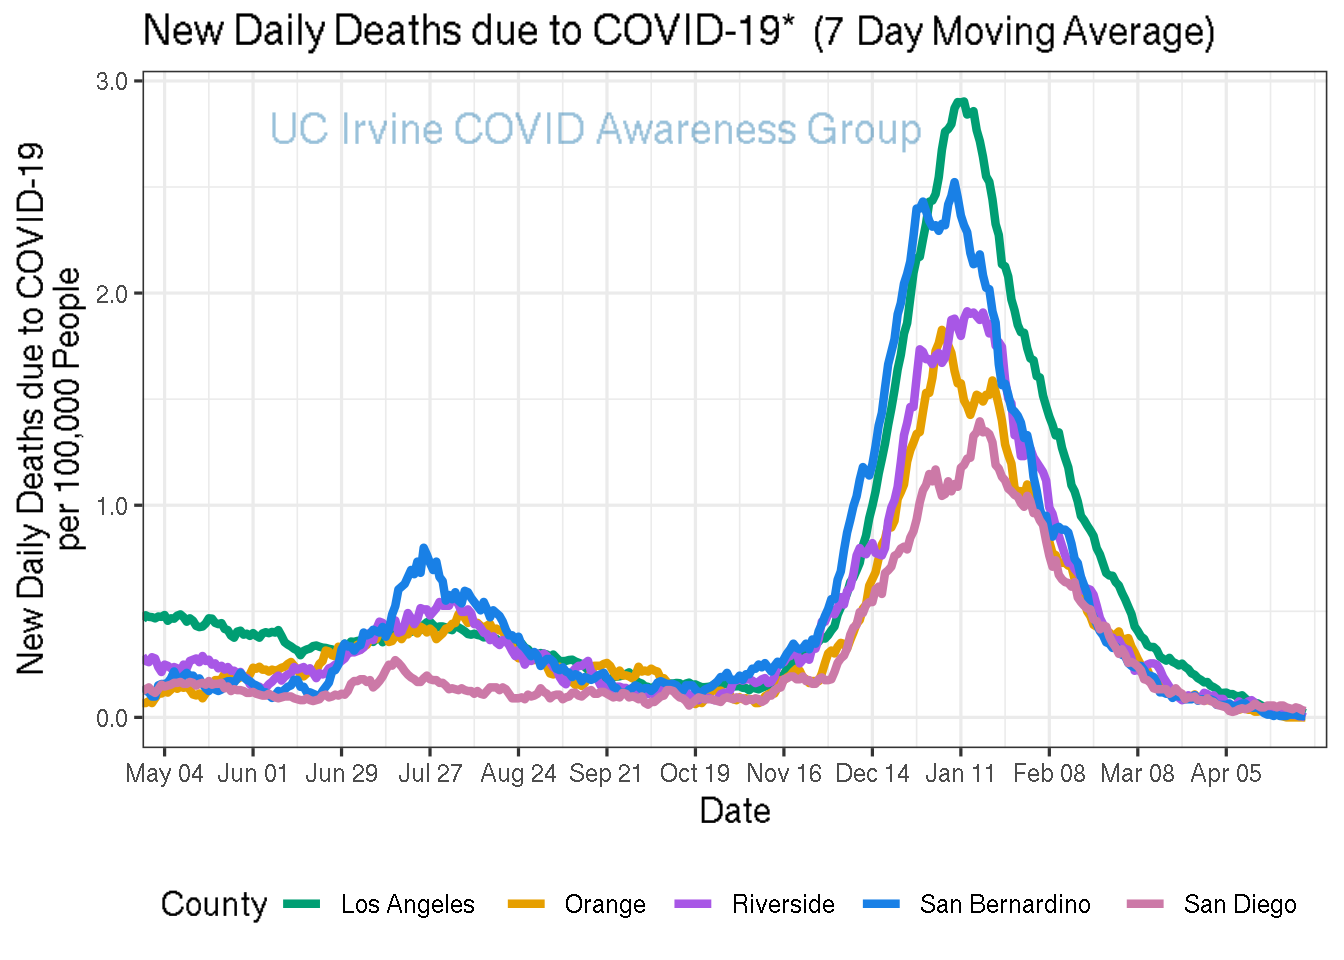 New Daily Deaths due to COVID-19* (7 Day Moving Average)
UC Irvine COVID Awareness Group
New Daily Deaths due to COVID-19
per 100,000 People
3.0
2.0
1.0
0.0
May 04 Jun 01 Jun 29 Jul 27 Aug 24 Sep 21 Oct 19 Nov 16 Dec 14 Jan 11 Feb 08 Mar 08 Apr 05
Date
County Los Angeles Orange Riverside San Bernardino San Diego